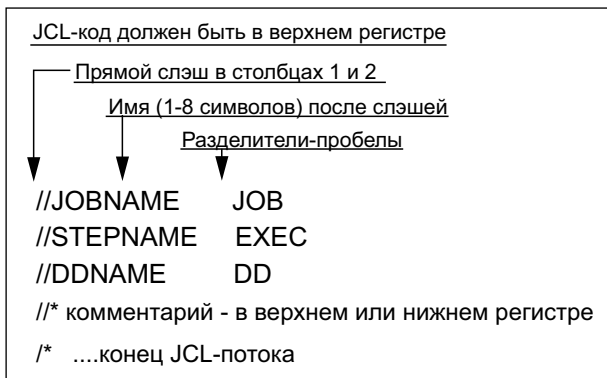 JCL-код должен быть в верхнем регистре
Прямой слэш в столбцах 1 и 2
Имя (1-8 символов) после слэшей
Разделители-пробелы
//JOBNAME JOB
//STEPNAME EXEC
//DDNAME DD
//* комментарий - в верхнем или нижнем регистре
/* ....конец JCL-потока